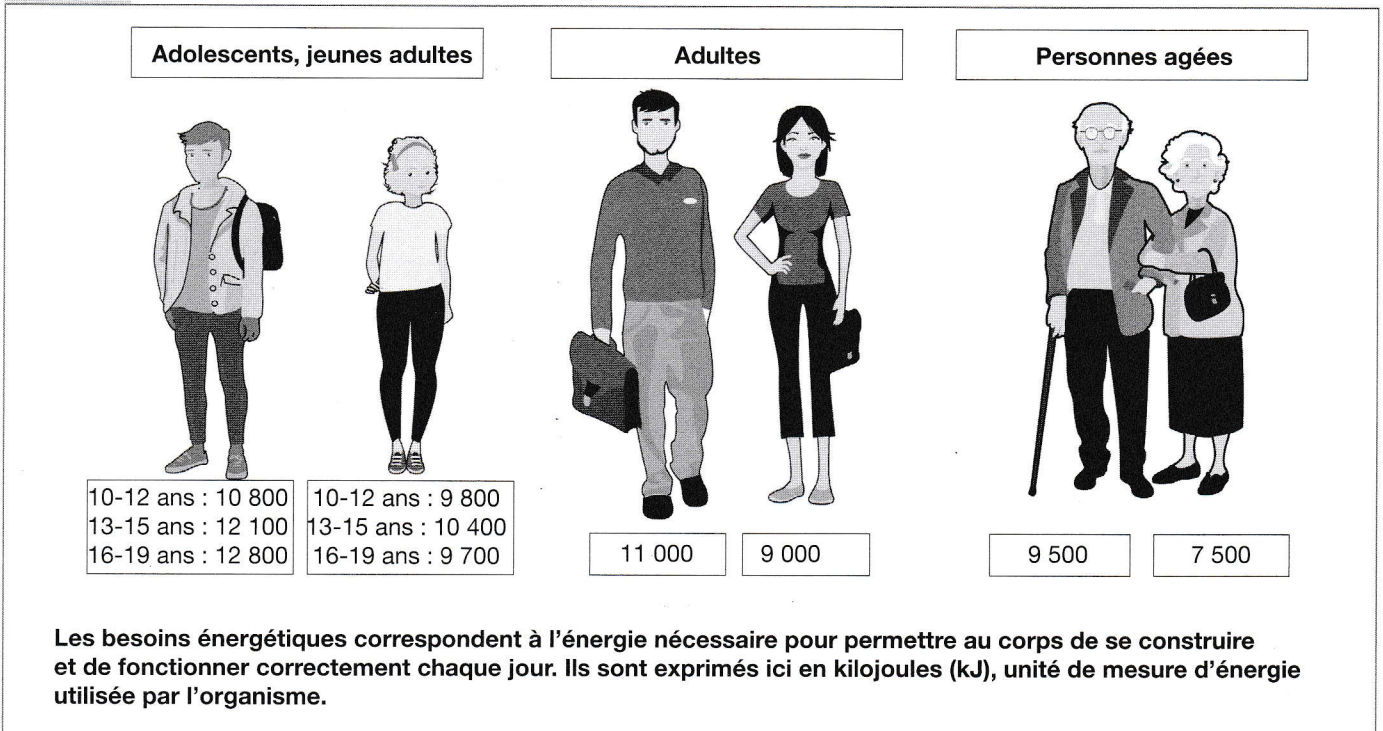 Adolescents, jeunes adultes
Adultes
Personnes agées
10-12 ans : 10 800
13-15 ans : 12 100
16-19 ans : 12 800
10-12 ans : 9 800
13-15 ans : 10 400
16-19 ans : 9 700
11 000
9 000
9 500
7 500
Les besoins énergétiques correspondent à l'énergie nécessaire pour permettre au corps de se construire
et de fonctionner correctement chaque jour. Ils sont exprimés ici en kilojoules (kJ), unité de mesure d'énergie
utilisée par l'organisme.